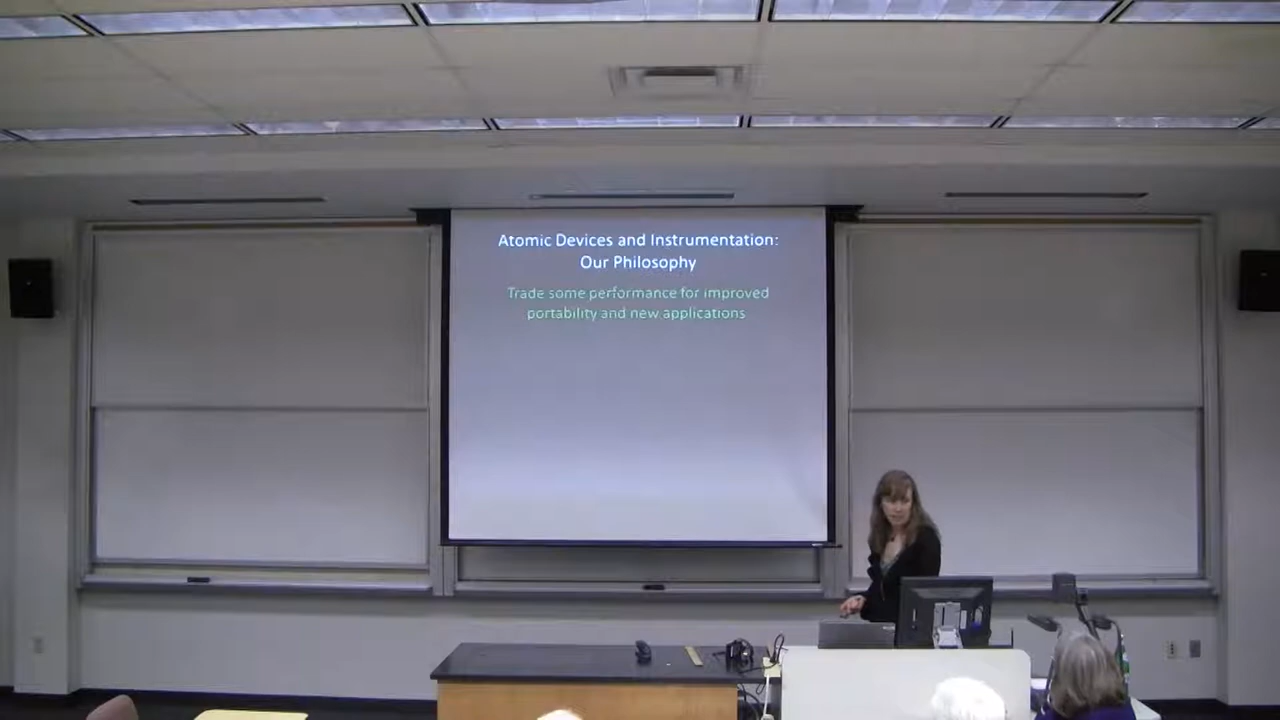 Atomic Devices and Instrumentation:
Our Philosophy
Trade some performance for improved
portability and new applications